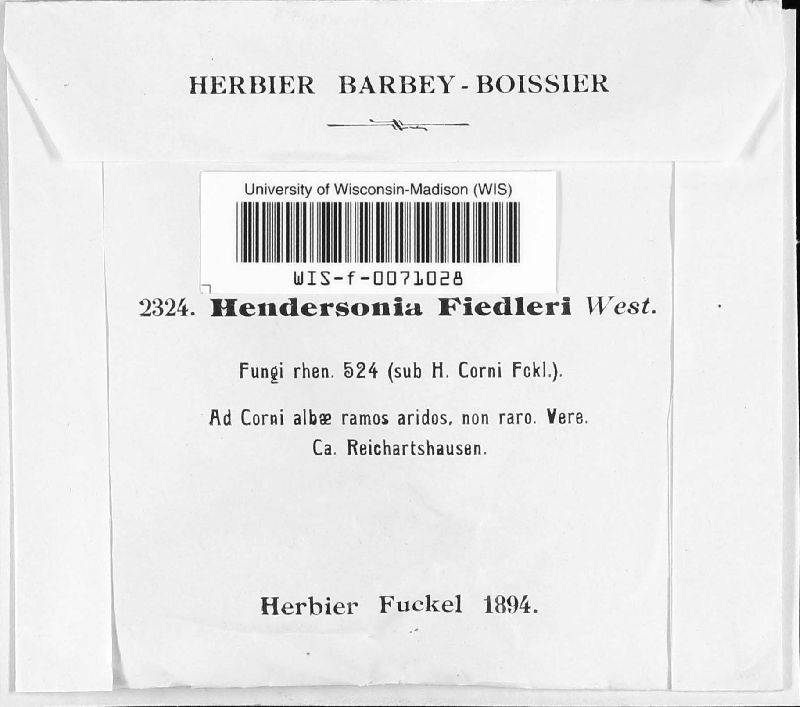 HERBIER BARBEY-BOISSIER
University of Wisconsin-Madison (WIS)
WIS-f-0071028
2324. Hendersonia Fiedleri West.
Fungi rhen. 524 (sub H. Corni Fckl.).
Ad Corni albæ ramos aridos, non raro. Vere.
Ca. Reichartshausen.
Herbier Fuckel 1894.